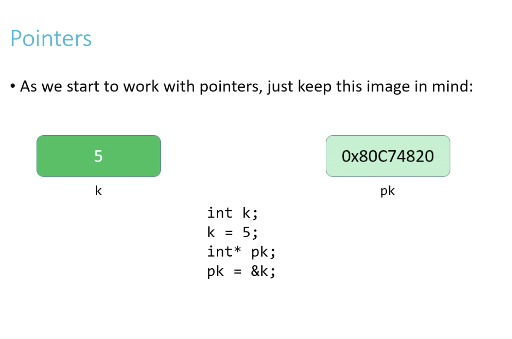 Pointers
• As we start to work with pointers, just keep this image in mind:
5
0x80C74820
k
pk
int k;
k = 5;
int* pk;
pk = &k;